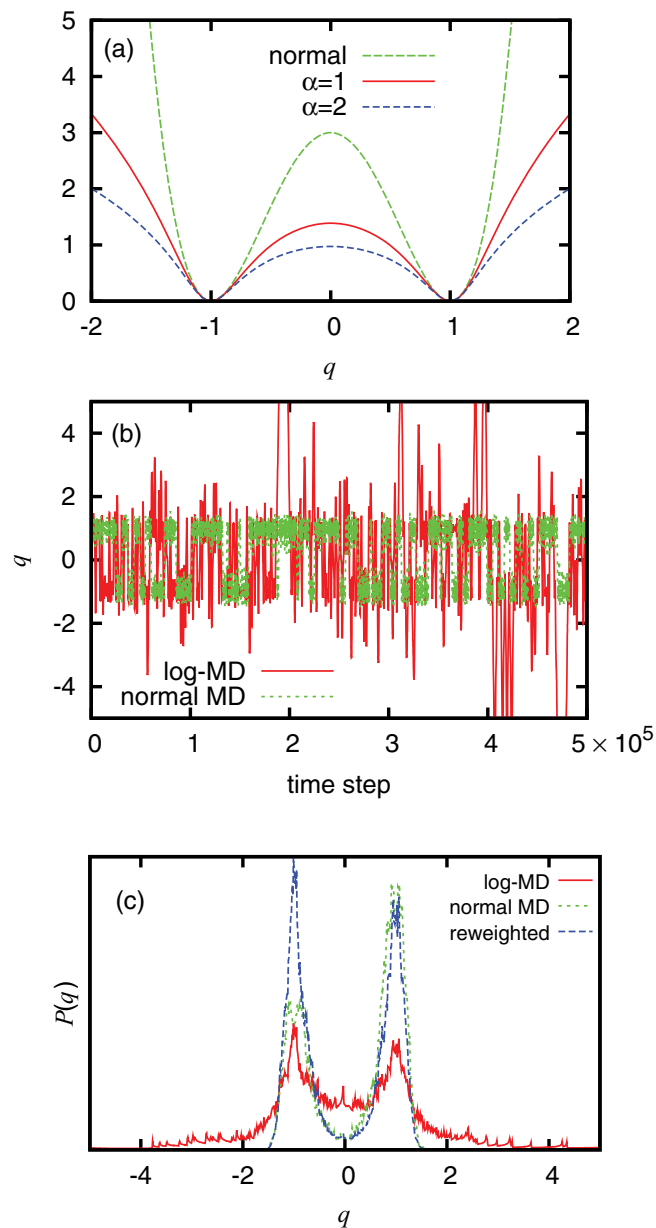 (a)
normal
α=1
α=2
5
4
3
2
1
0
-2 -1 0 1 2
q
(b)
4
2
0
-2
-4
q
log-MD
normal MD
0 1 2 3 4 5 × 10^5
time step
(c)
log-MD
normal MD
reweighted
P(q)
-4 -2 0 2 4
q